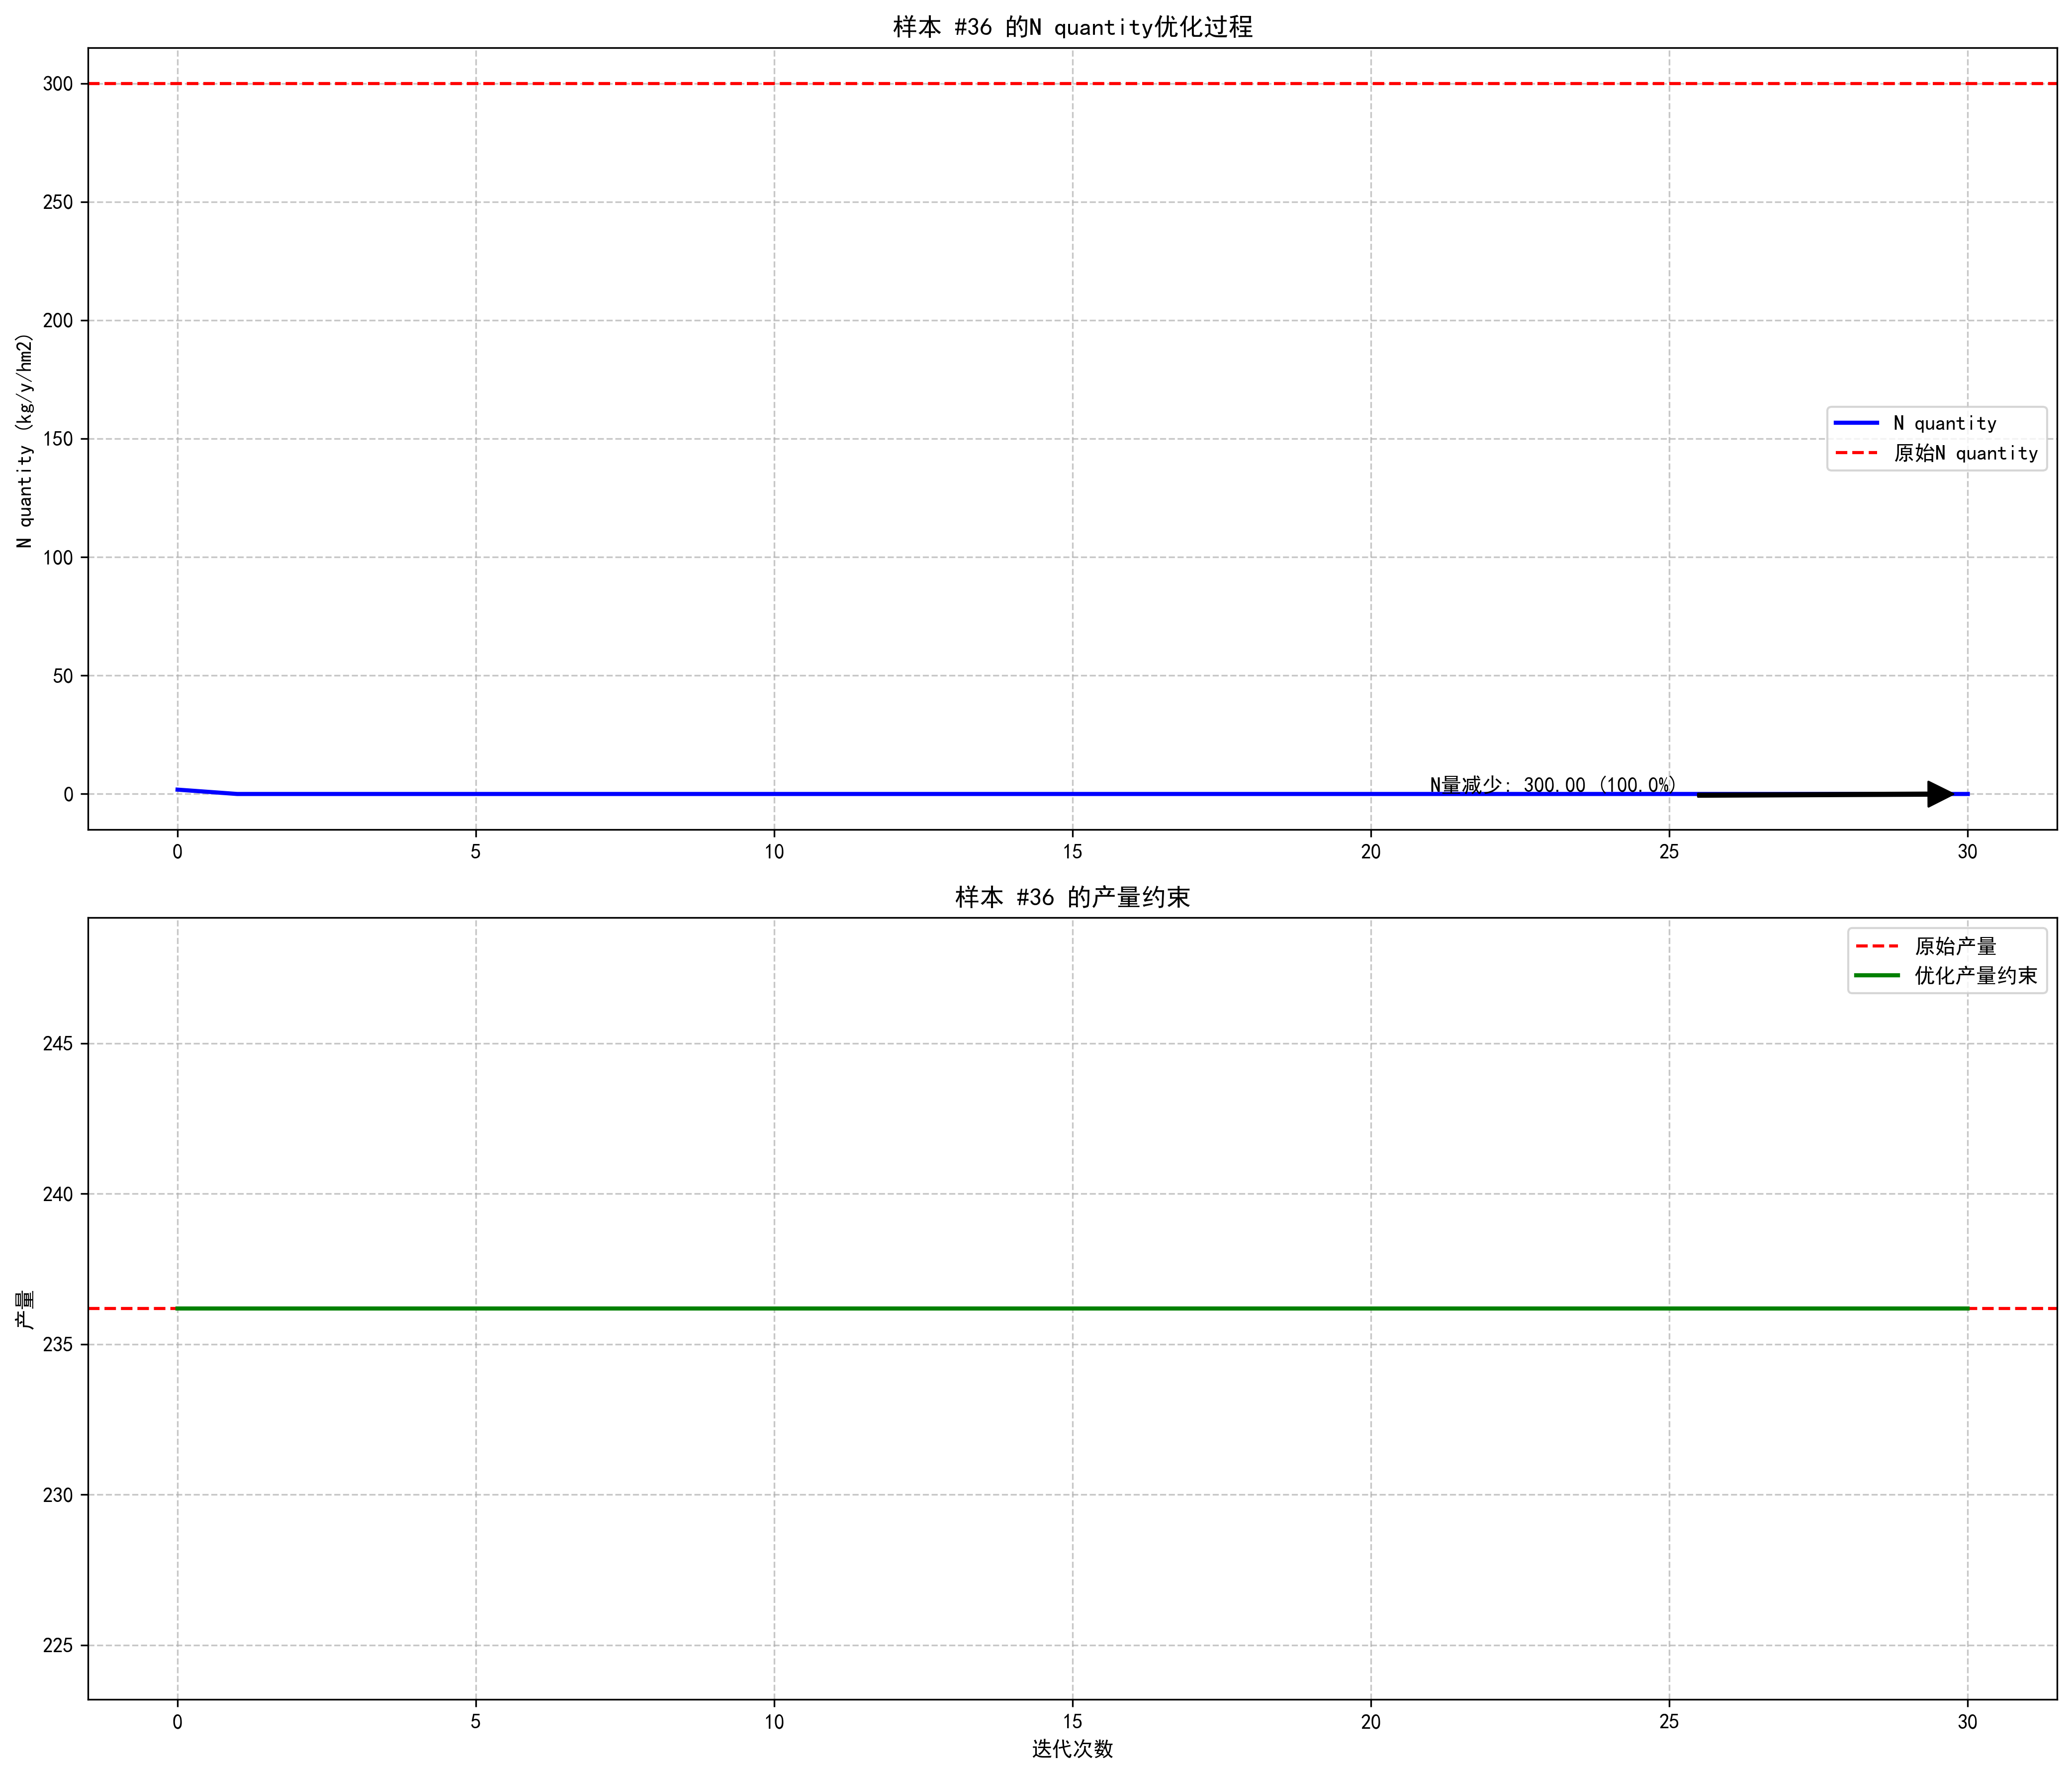 样本 #36 的N quantity优化过程
N quantity (kg/y/hm2)
300
250
200
150
100
50
0
N quantity
原始N quantity
N量减少: 300.00 (100.0%)
0 5 10 15 20 25 30
样本 #36 的产量约束
产量
245
240
235
230
225
原始产量
优化产量约束
0 5 10 15 20 25 30
迭代次数